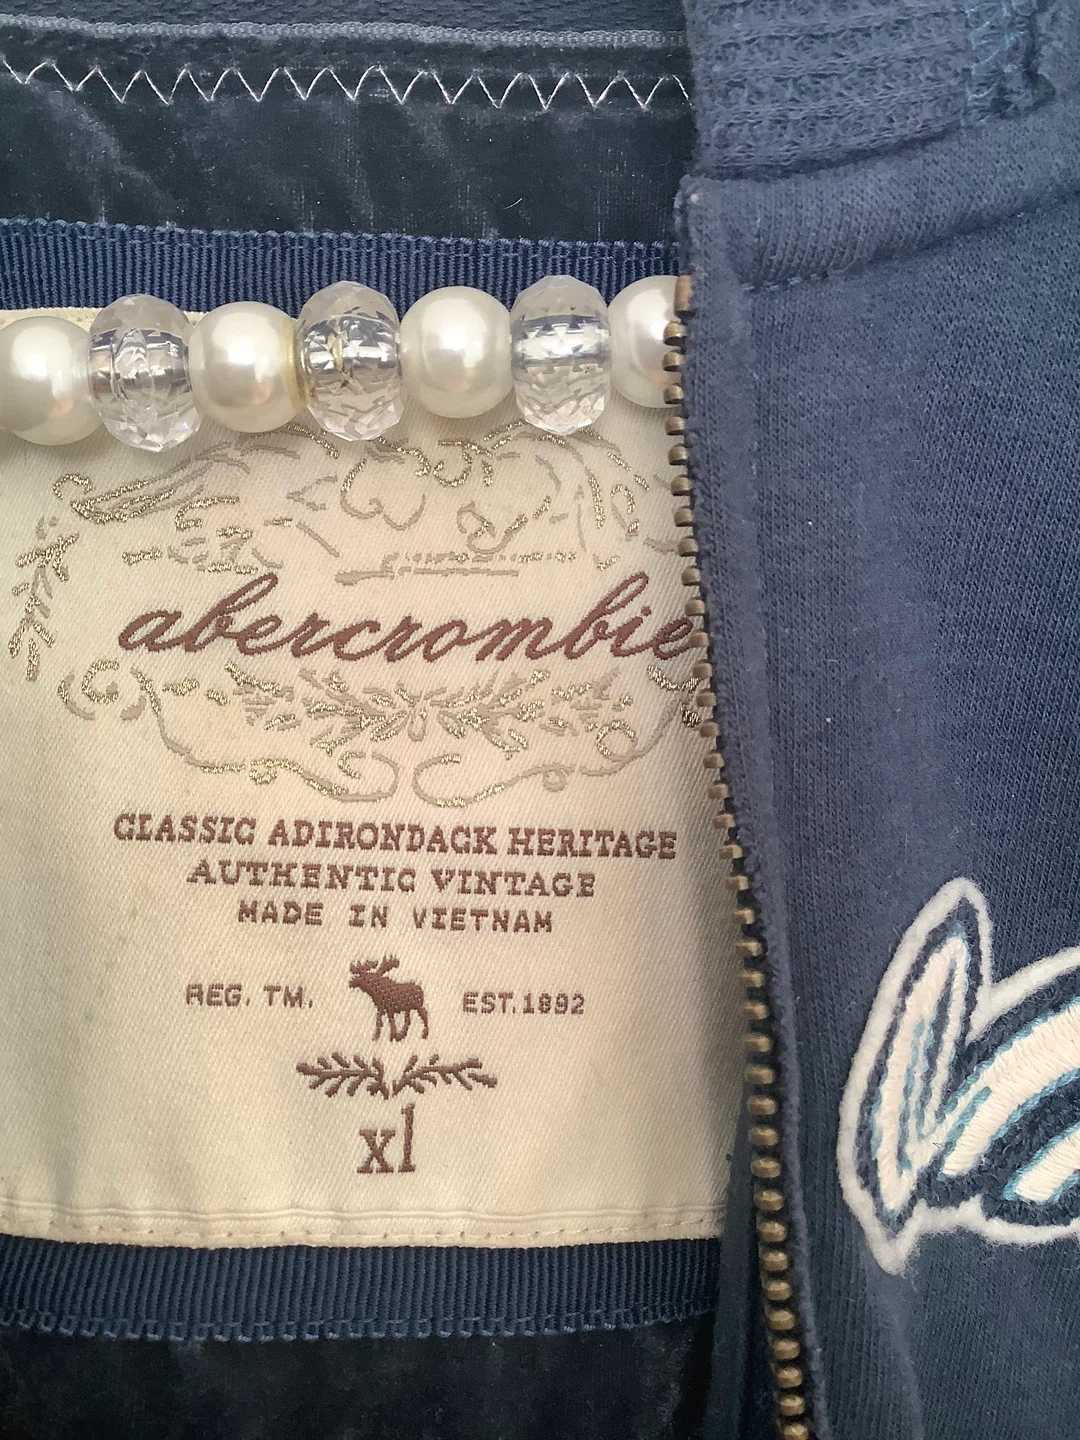 abercrombie
CLASSIC ADIRONDACK HERITAGE
AUTHENTIC VINTAGE
MADE IN VIETNAM
REG. TM. EST.1892
xl